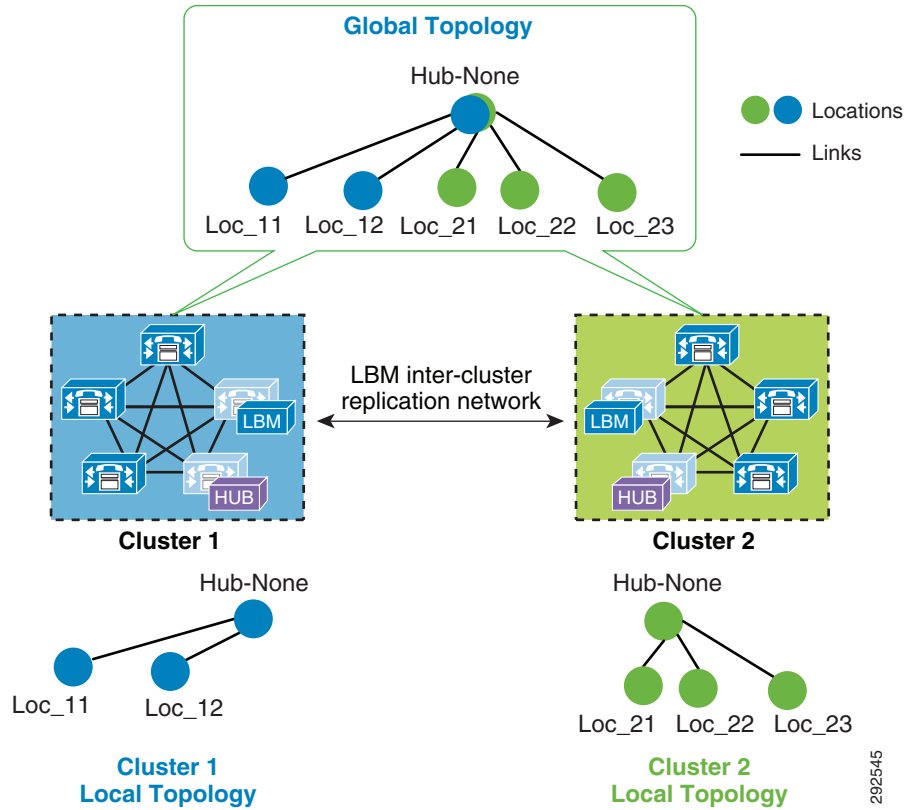 Global Topology
Hub-None
Locations
Links
Loc_11
Loc_12
Loc_21
Loc_22
Loc_23
LBM inter-cluster
replication network
LBM
HUB
LBM
HUB
Cluster 1
Cluster 2
Hub-None
Loc_11
Loc_12
Hub-None
Loc_21
Loc_22
Loc_23
Cluster 1
Local Topology
Cluster 2
Local Topology
292545